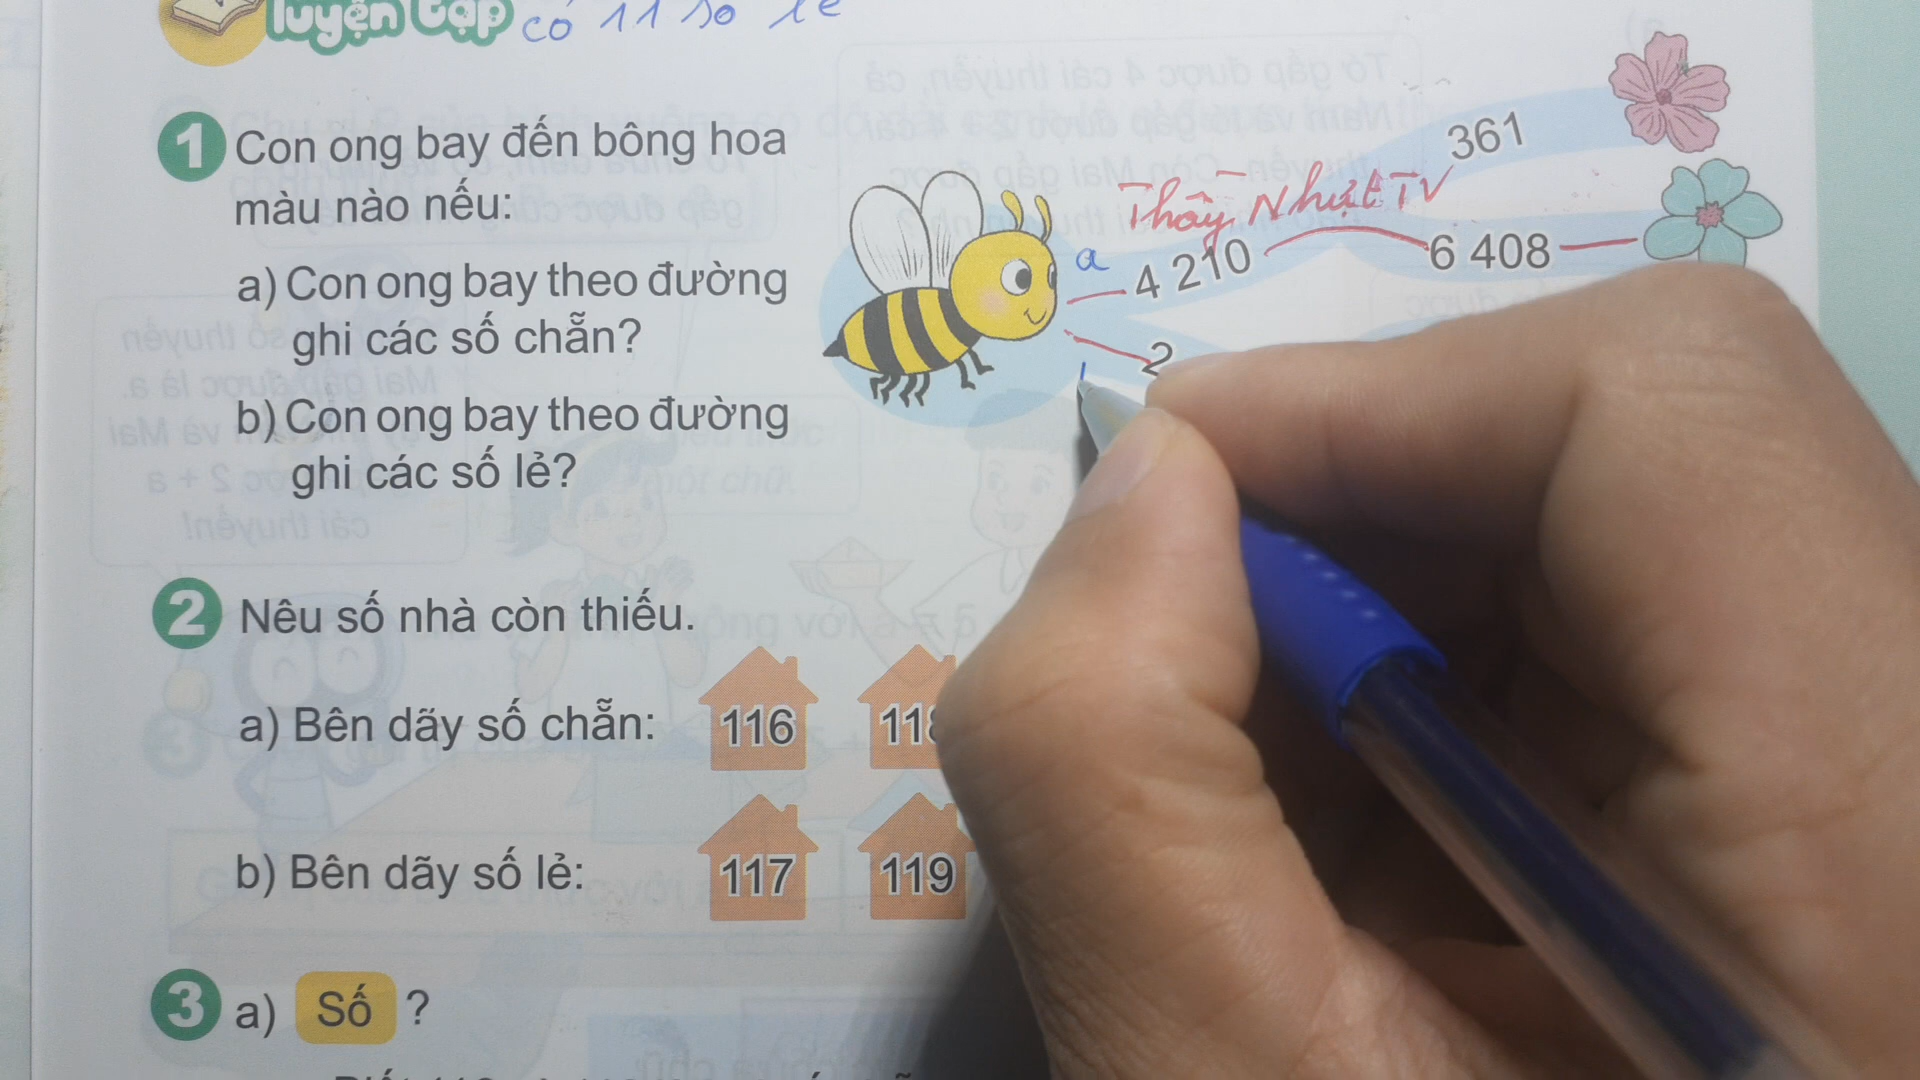 Luyện tập
có 11 số lẻ
1 Con ong bay đến bông hoa
màu nào nếu:
a) Con ong bay theo đường
ghi các số chẵn?
b) Con ong bay theo đường
ghi các số lẻ?
361
Thầy Nhựt TV
a
4 210
6 408
2
2 Nêu số nhà còn thiếu.
a) Bên dãy số chẵn:
116
118
b) Bên dãy số lẻ:
117
119
3 a) Số ?